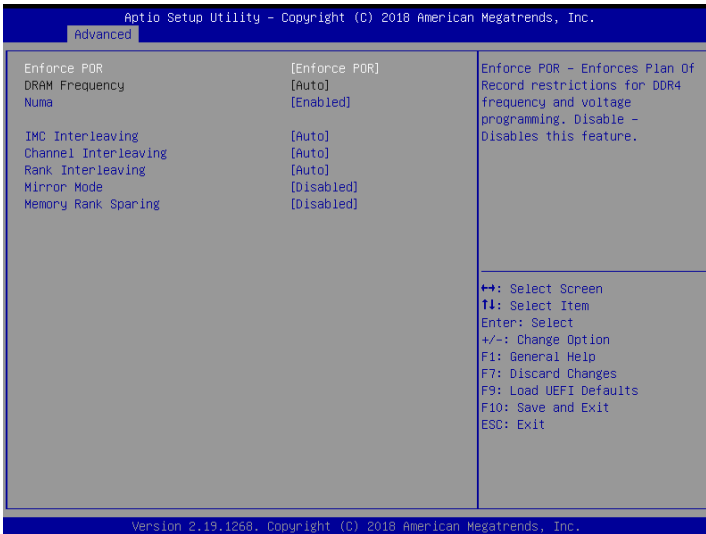 Aptio Setup Utility – Copyright (C) 2018 American Megatrends, Inc.
Advanced
Enforce POR [Enforce POR]
DRAM Frequency [Auto]
Numa [Enabled]
IMC Interleaving [Auto]
Channel Interleaving [Auto]
Rank Interleaving [Auto]
Mirror Mode [Disabled]
Memory Rank Sparing [Disabled]
Enforce POR – Enforces Plan Of
Record restrictions for DDR4
frequency and voltage
programming. Disable –
Disables this feature.
↔: Select Screen
↑↓: Select Item
Enter: Select
+/-: Change Option
F1: General Help
F7: Discard Changes
F9: Load UEFI Defaults
F10: Save and Exit
ESC: Exit
Version 2.19.1268. Copyright (C) 2018 American Megatrends, Inc.